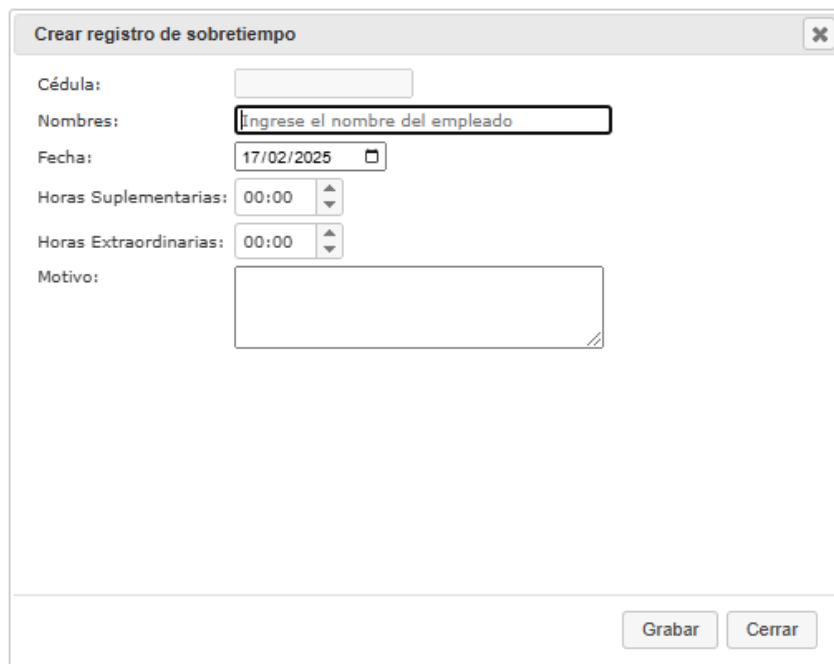 Crear registro de sobretiempo
Cédula:
Nombres: Ingrese el nombre del empleado
Fecha: 17/02/2025
Horas Suplementarias: 00:00
Horas Extraordinarias: 00:00
Motivo:
Grabar Cerrar